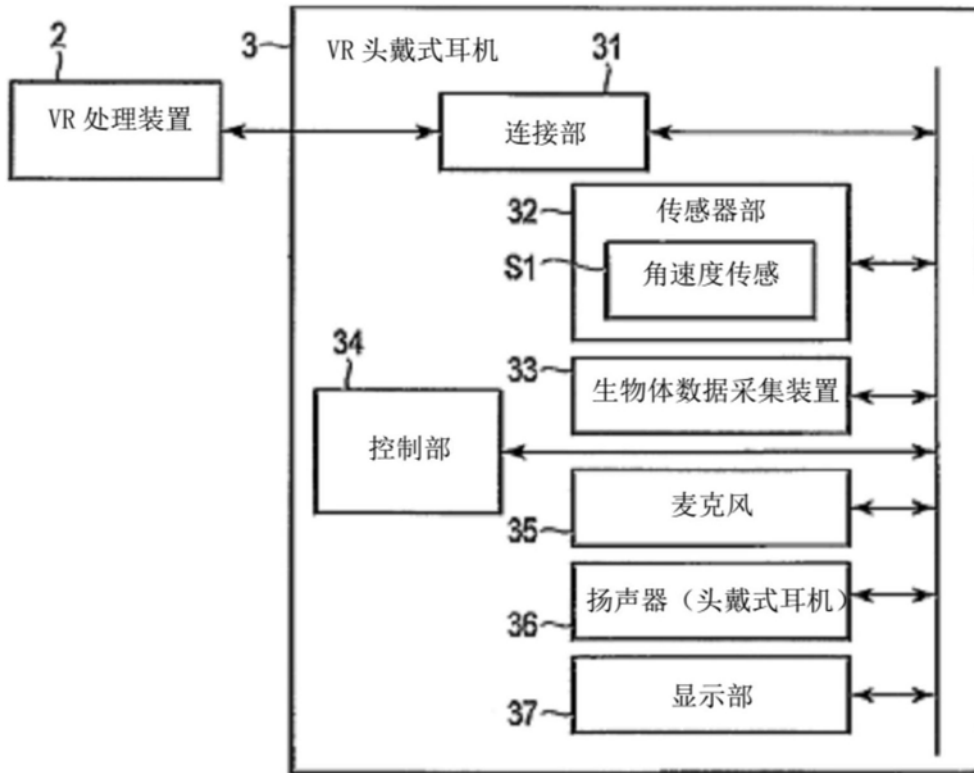 2
VR 处理装置
3
VR 头戴式耳机
31
连接部
32
传感器部
S1
角速度传感
33
生物体数据采集装置
34
控制部
35
麦克风
36
扬声器（头戴式耳机）
37
显示部